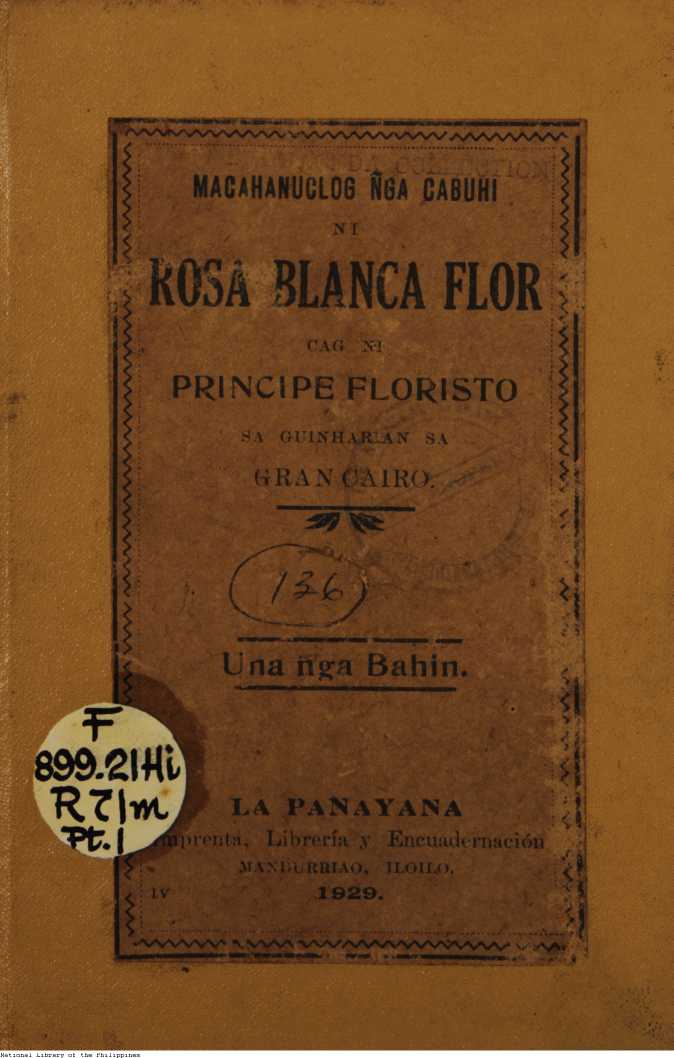 MACAHANUCLOG ÑGA CABUHI
NI
ROSA BLANCA FLOR
CAG NI
PRINCIPE FLORISTO
SA GUINHARIAN SA
GRAN CAIRO.
136
Una ñga Bahin.
F
899.21Hi
R71m
Pt.1
LA PANAYANA
Imprenta, Librería y Encuadernación
MANDURRIAO, ILOILO.
IV
1929.
National Library of the Philippines